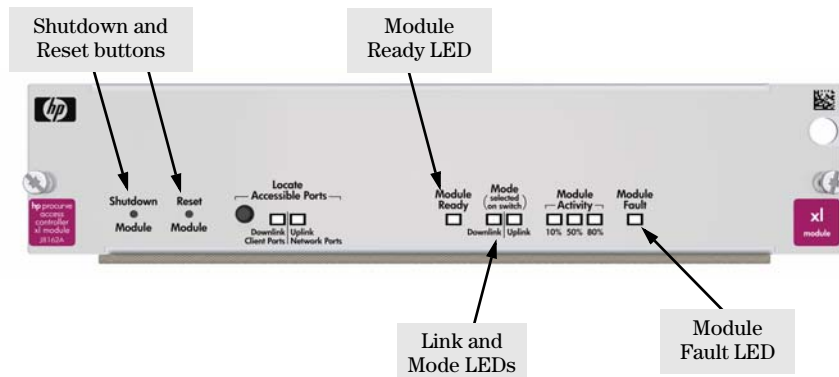 Shutdown and
Reset buttons
Module
Ready LED
hp
Locate
Accessible Ports
Shutdown
Module
Reset
Module
Downlink
Client Ports
Uplink
Network Ports
Module
Ready
Mode
(selected
on switch)
Downlink
Uplink
Module
Activity
10% 50% 80%
Module
Fault
hp procurve
access
controller
xl module
J8162A
xl
module
Link and
Mode LEDs
Module
Fault LED